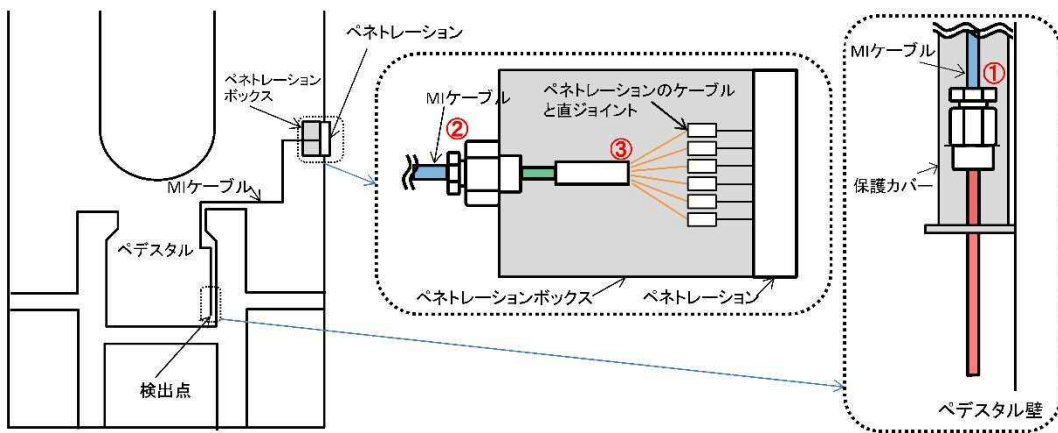 ペネトレーション
ペネトレーション
ボックス
MIケーブル
ペデスタル
検出点
MIケーブル
②
③
ペネトレーションのケーブル
と直ジョイント
ペネトレーションボックス
ペネトレーション
MIケーブル
①
保護カバー
ペデスタル壁